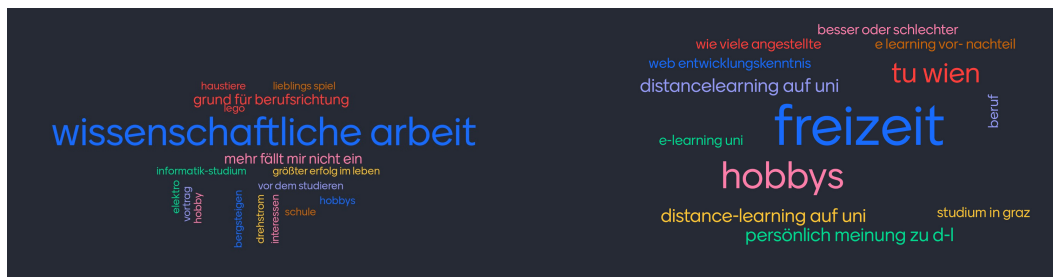 haustiere
lieblings spiel
grund für berufsrichtung
lego
wissenschaftliche arbeit
mehr fällt mir nicht ein
informatik-studium
größter erfolg im leben
vor dem studieren
elektro
vortrag
hobby
bergsteigen
drehstrom
interessen
schule
hobbys
besser oder schlechter
wie viele angestellte
e learning vor- nachteil
web entwicklungskenntnis
tu wien
distancelearning auf uni
beruf
freizeit
e-learning uni
hobbys
distance-learning auf uni
studium in graz
persönlich meinung zu d-l